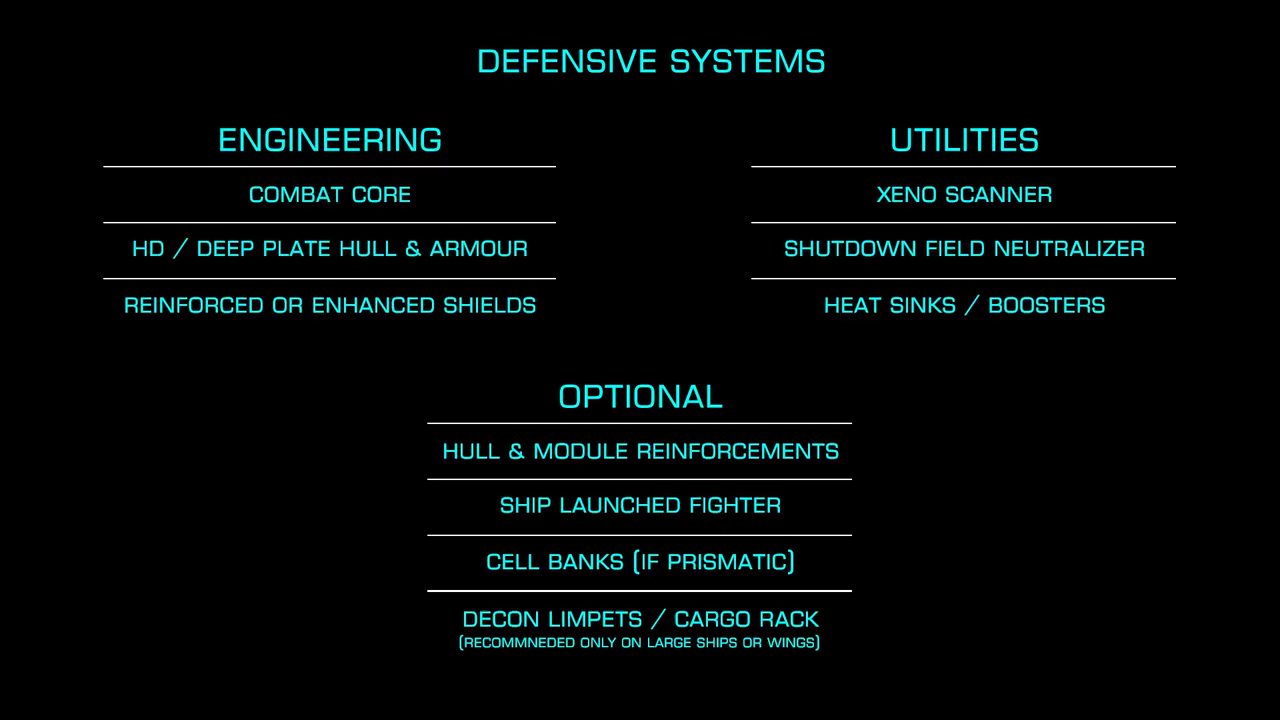 DEFENSIVE SYSTEMS
ENGINEERING
COMBAT CORE
HD / DEEP PLATE HULL & ARMOUR
REINFORCED OR ENHANCED SHIELDS
UTILITIES
XENO SCANNER
SHUTDOWN FIELD NEUTRALIZER
HEAT SINKS / BOOSTERS
OPTIONAL
HULL & MODULE REINFORCEMENTS
SHIP LAUNCHED FIGHTER
CELL BANKS (IF PRISMATIC)
DECON LIMPETS / CARGO RACK
(RECOMMNEDED ONLY ON LARGE SHIPS OR WINGS)